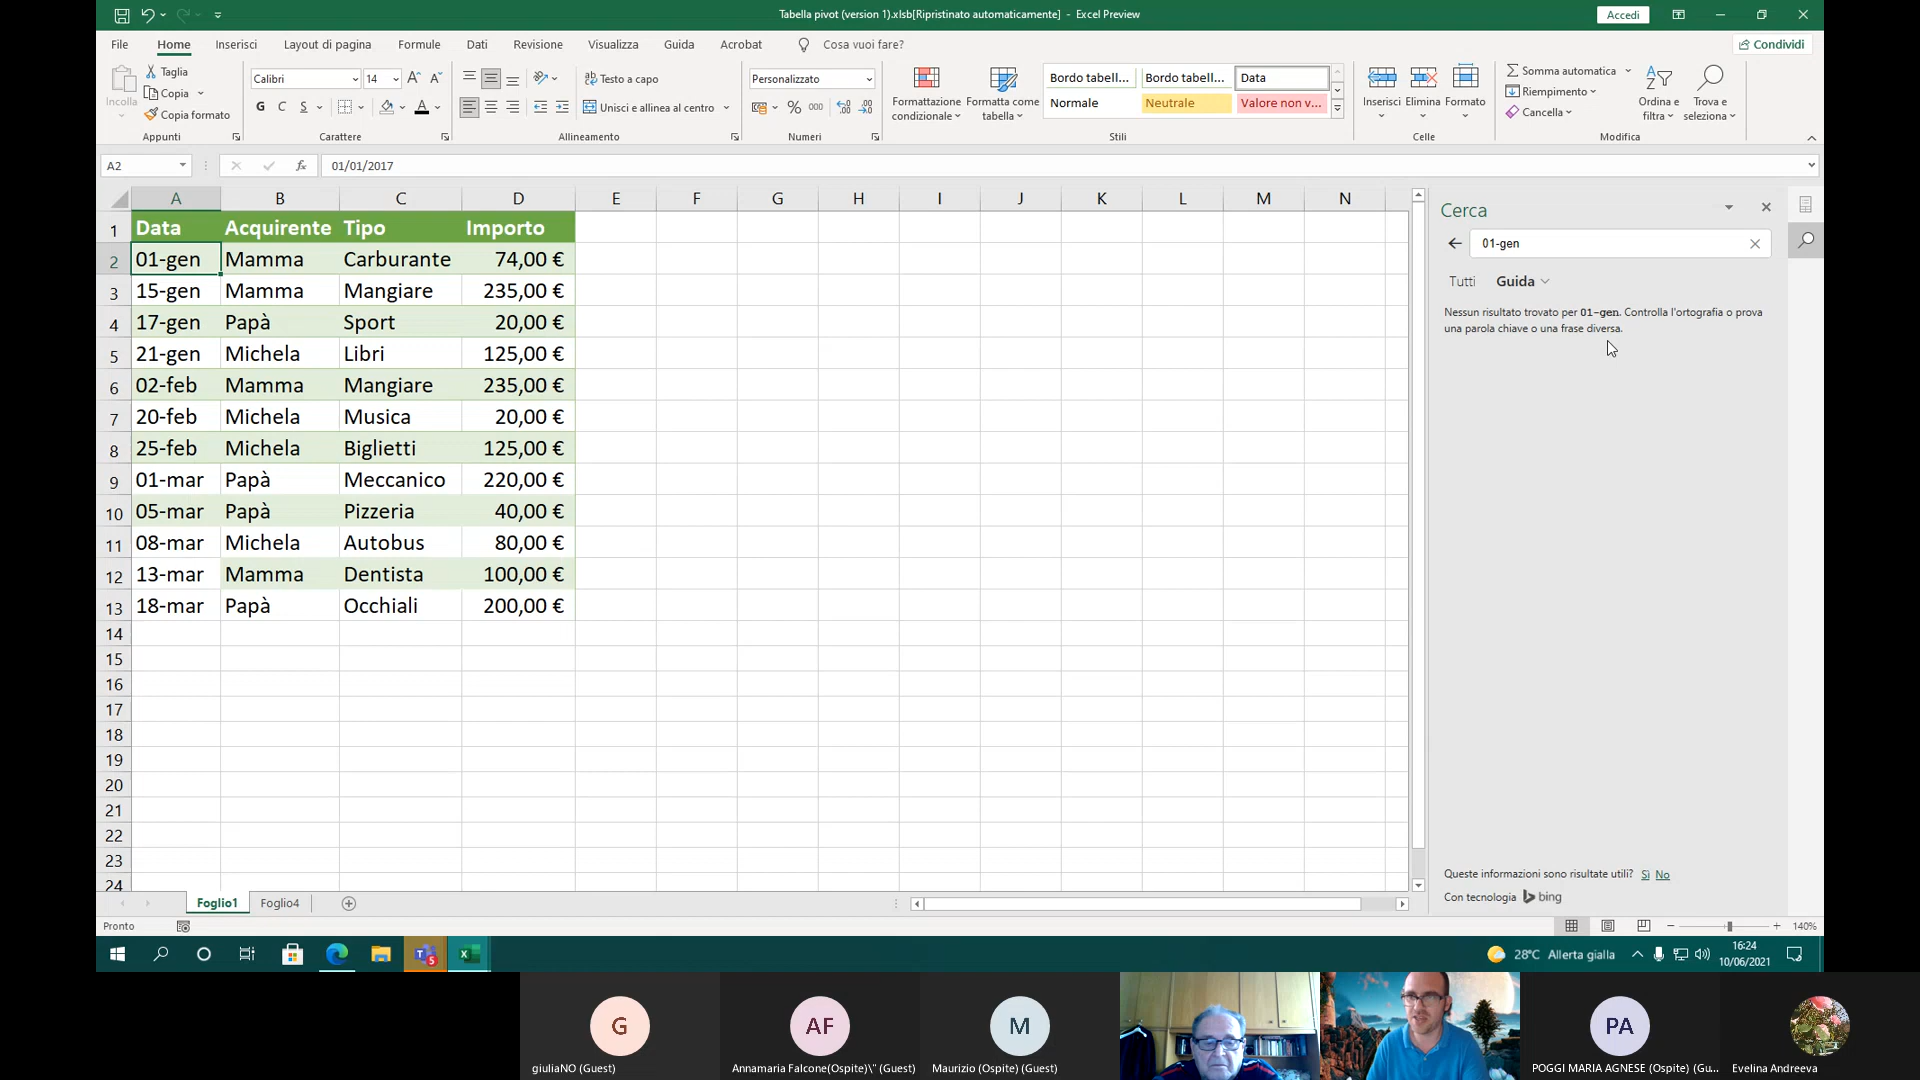 Tabella pivot (version 1).xlsb[Ripristinato automaticamente] - Excel Preview
Accedi
File Home Inserisci Layout di pagina Formule Dati Revisione Visualizza Guida Acrobat Cosa vuoi fare?
Condividi
Incolla
Taglia
Copia
Copia formato
Appunti
Calibri 14
G C S
Carattere
Testo a capo
Unisci e allinea al centro
Allineamento
Personalizzato
% 000
Numeri
Formattazione condizionale
Formatta come tabella
Bordo tabell... Bordo tabell... Data
Normale Neutrale Valore non v...
Stili
Inserisci Elimina Formato
Celle
Somma automatica
Riempimento
Cancella
Ordina e filtra
Trova e seleziona
Modifica
A2 fx 01/01/2017
A B C D E F G H I J K L M N
1 Data Acquirente Tipo Importo
2 01-gen Mamma Carburante 74,00 €
3 15-gen Mamma Mangiare 235,00 €
4 17-gen Papà Sport 20,00 €
5 21-gen Michela Libri 125,00 €
6 02-feb Mamma Mangiare 235,00 €
7 20-feb Michela Musica 20,00 €
8 25-feb Michela Biglietti 125,00 €
9 01-mar Papà Meccanico 220,00 €
10 05-mar Papà Pizzeria 40,00 €
11 08-mar Michela Autobus 80,00 €
12 13-mar Mamma Dentista 100,00 €
13 18-mar Papà Occhiali 200,00 €
14
15
16
17
18
19
20
21
22
23
24
Cerca
01-gen
Tutti Guida
Nessun risultato trovato per 01-gen. Controlla l'ortografia o prova
una parola chiave o una frase diversa.
Queste informazioni sono risultate utili? Sì No
Con tecnologia bing
Foglio1 Foglio4
Pronto
140%
28°C Allerta gialla
16:24
10/06/2021
G
giuliaNO (Guest)
AF
Annamaria Falcone(Ospite)\" (Guest)
M
Maurizio (Ospite) (Guest)
PA
POGGI MARIA AGNESE (Ospite) (Gu...
Evelina Andreeva